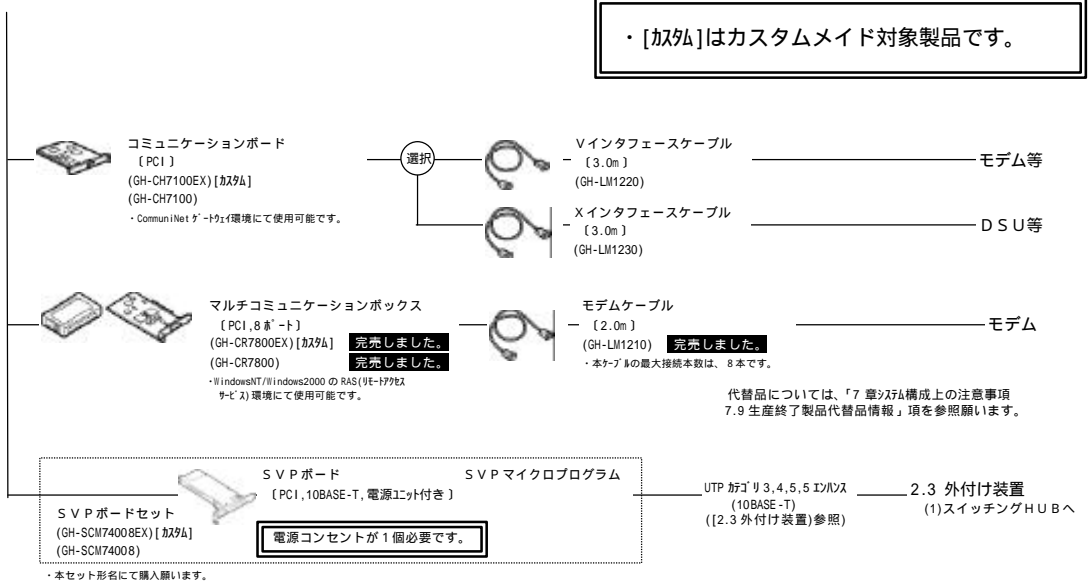 ・[ｶｽﾀﾑ]はカスタムメイド対象製品です。
コミュニケーションボード
〔PCI〕
(GH-CH7100EX)[ｶｽﾀﾑ]
(GH-CH7100)
・CommuniNet ｹﾞｰﾄｳｪｲ環境にて使用可能です。
選択
Vインタフェースケーブル
〔3.0m〕
(GH-LM1220)
モデム等
Xインタフェースケーブル
〔3.0m〕
(GH-LM1230)
DSU等
マルチコミュニケーションボックス
〔PCI,8ﾎﾟｰﾄ〕
(GH-CR7800EX)[ｶｽﾀﾑ] 完売しました。
(GH-CR7800) 完売しました。
・WindowsNT/Windows2000 の RAS(ﾘﾓｰﾄｱｸｾｽ
ｻｰﾋﾞｽ)環境にて使用可能です。
モデムケーブル
〔2.0m〕
(GH-LM1210) 完売しました。
・本ｹｰﾌﾞﾙの最大接続本数は、8本です。
モデム
代替品については、「7 章ｼｽﾃﾑ構成上の注意事項
7.9 生産終了製品代替品情報」項を参照願います。
SVPボード
〔PCI,10BASE-T,電源ﾕﾆｯﾄ付き〕
SVPマイクロプログラム
SVPボードセット
(GH-SCM74008EX)[ｶｽﾀﾑ]
(GH-SCM74008)
電源コンセントが1個必要です。
・本セット形名にて購入願います。
UTP ｶﾃｺﾞﾘ 3,4,5,5 ｴﾝﾊﾝｽ
(10BASE-T)
([2.3 外付け装置)参照)
2.3 外付け装置
(1)スイッチングHUBへ